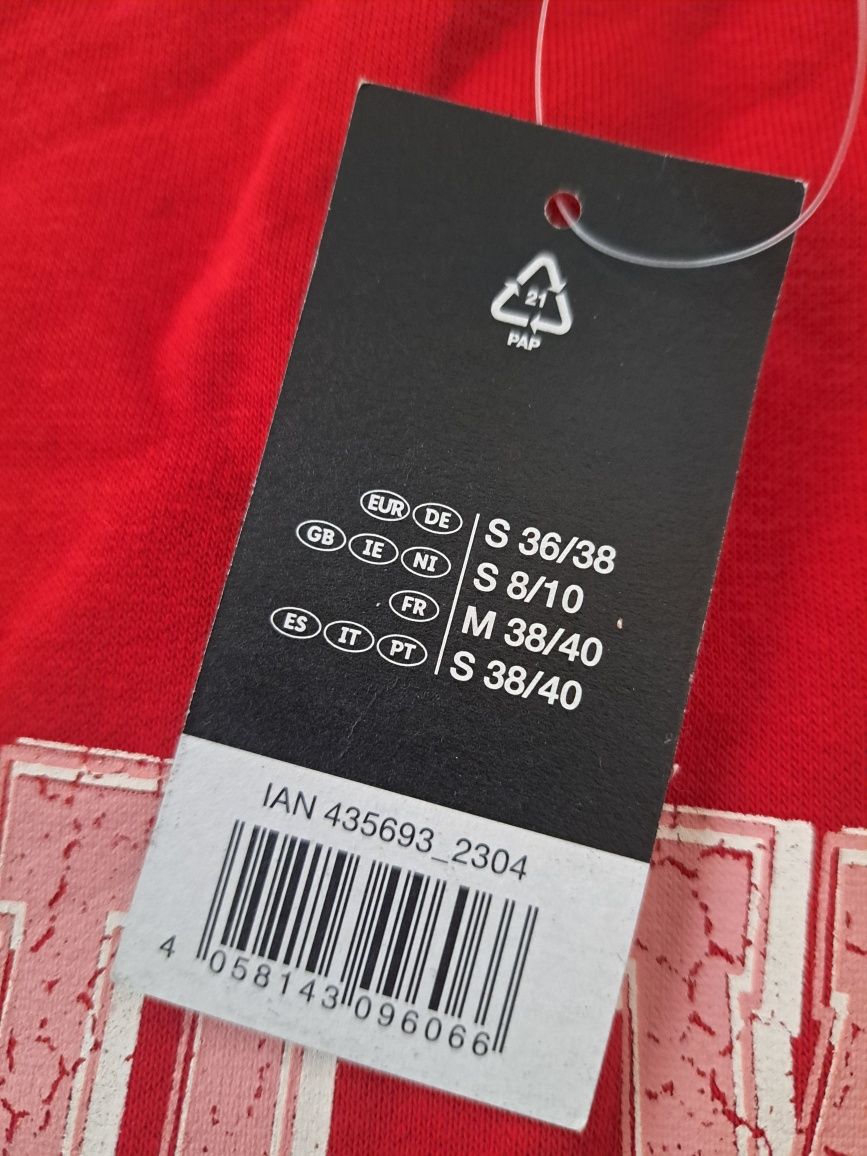 21
PAP
EUR DE S 36/38
GB IE NI S 8/10
FR M 38/40
ES IT PT S 38/40
IAN 435693_2304
4 058143 096066